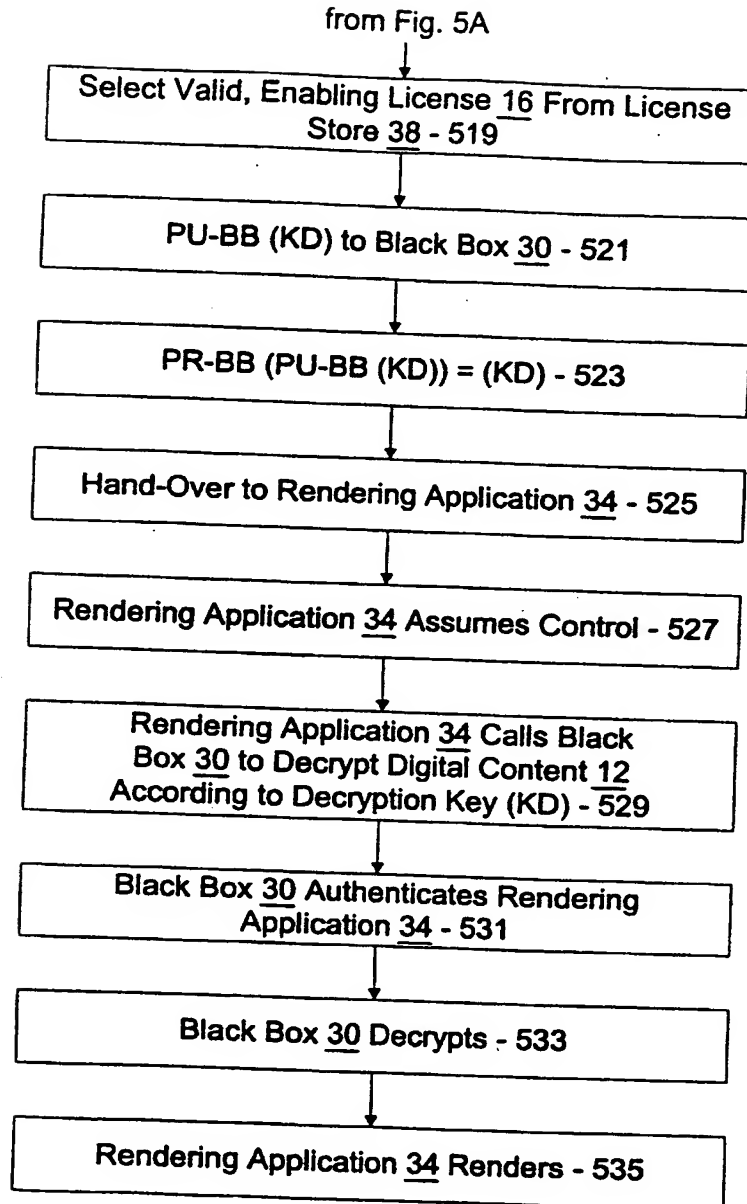 from Fig. 5A
Select Valid, Enabling License 16 From License
Store 38 - 519
PU-BB (KD) to Black Box 30 - 521
PR-BB (PU-BB (KD)) = (KD) - 523
Hand-Over to Rendering Application 34 - 525
Rendering Application 34 Assumes Control - 527
Rendering Application 34 Calls Black
Box 30 to Decrypt Digital Content 12
According to Decryption Key (KD) - 529
Black Box 30 Authenticates Rendering
Application 34 - 531
Black Box 30 Decrypts - 533
Rendering Application 34 Renders - 535